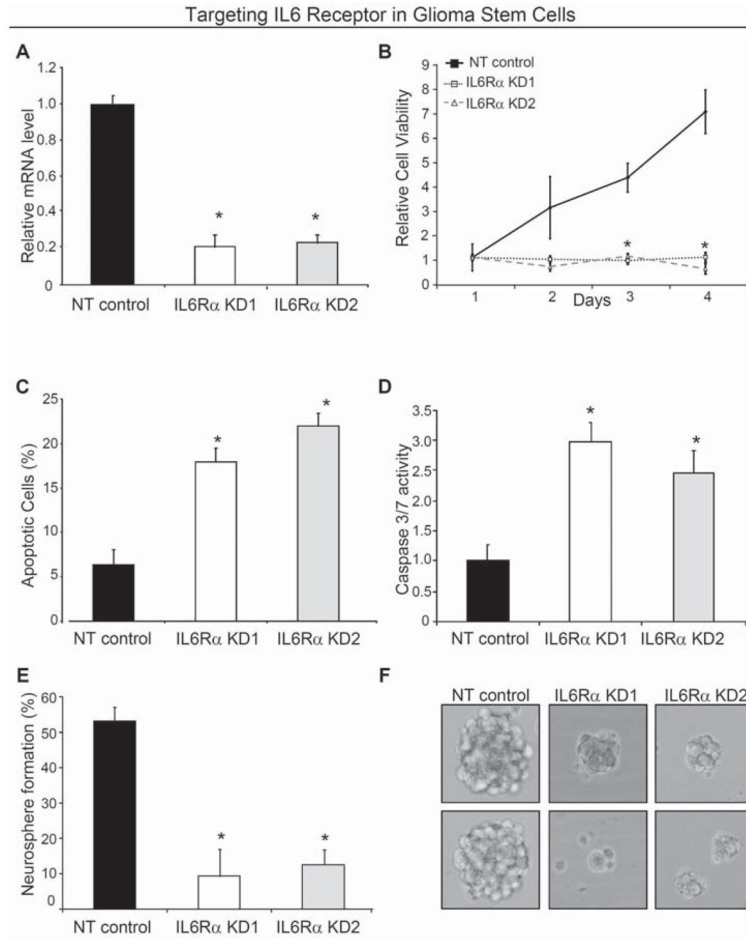 Targeting IL6 Receptor in Glioma Stem Cells
A
Relative mRNA level
1.2
1.0
0.8
0.6
0.4
0.2
0
*
*
NT control
IL6Rα KD1
IL6Rα KD2
B
Relative Cell Viability
9
8
7
6
5
4
3
2
1
0
NT control
IL6Rα KD1
IL6Rα KD2
*
*
1
2
3
4
Days
C
Apoptotic Cells (%)
25
20
15
10
5
0
*
*
NT control
IL6Rα KD1
IL6Rα KD2
D
Caspase 3/7 activity
3.5
3.0
2.5
2.0
1.5
1.0
0.5
0
*
*
NT control
IL6Rα KD1
IL6Rα KD2
E
Neurosphere formation (%)
60
50
40
30
20
10
0
*
*
NT control
IL6Rα KD1
IL6Rα KD2
F
NT control
IL6Rα KD1
IL6Rα KD2